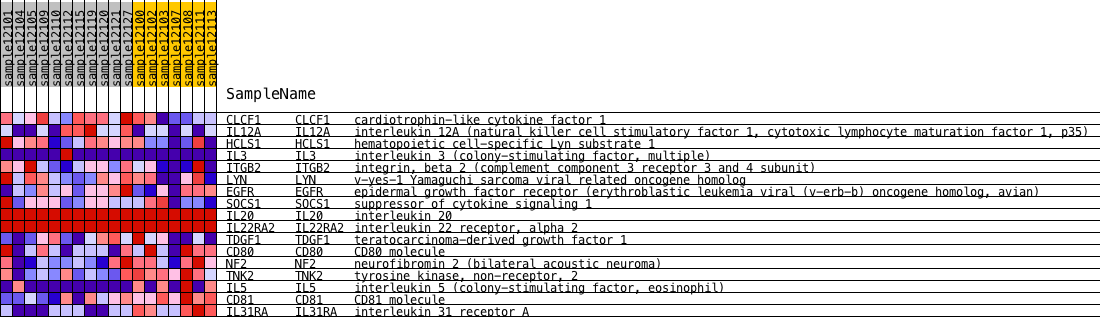 sample12101
sample12104
sample12105
sample12109
sample12110
sample12112
sample12115
sample12119
sample12120
sample12121
sample12127
sample12100
sample12102
sample12103
sample12107
sample12108
sample12111
sample12113
SampleName
CLCF1 CLCF1 cardiotrophin-like cytokine factor 1
IL12A IL12A interleukin 12A (natural killer cell stimulatory factor 1, cytotoxic lymphocyte maturation factor 1, p35)
HCLS1 HCLS1 hematopoietic cell-specific Lyn substrate 1
IL3 IL3 interleukin 3 (colony-stimulating factor, multiple)
ITGB2 ITGB2 integrin, beta 2 (complement component 3 receptor 3 and 4 subunit)
LYN LYN v-yes-1 Yamaguchi sarcoma viral related oncogene homolog
EGFR EGFR epidermal growth factor receptor (erythroblastic leukemia viral (v-erb-b) oncogene homolog, avian)
SOCS1 SOCS1 suppressor of cytokine signaling 1
IL20 IL20 interleukin 20
IL22RA2 IL22RA2 interleukin 22 receptor, alpha 2
TDGF1 TDGF1 teratocarcinoma-derived growth factor 1
CD80 CD80 CD80 molecule
NF2 NF2 neurofibromin 2 (bilateral acoustic neuroma)
TNK2 TNK2 tyrosine kinase, non-receptor, 2
IL5 IL5 interleukin 5 (colony-stimulating factor, eosinophil)
CD81 CD81 CD81 molecule
IL31RA IL31RA interleukin 31 receptor A